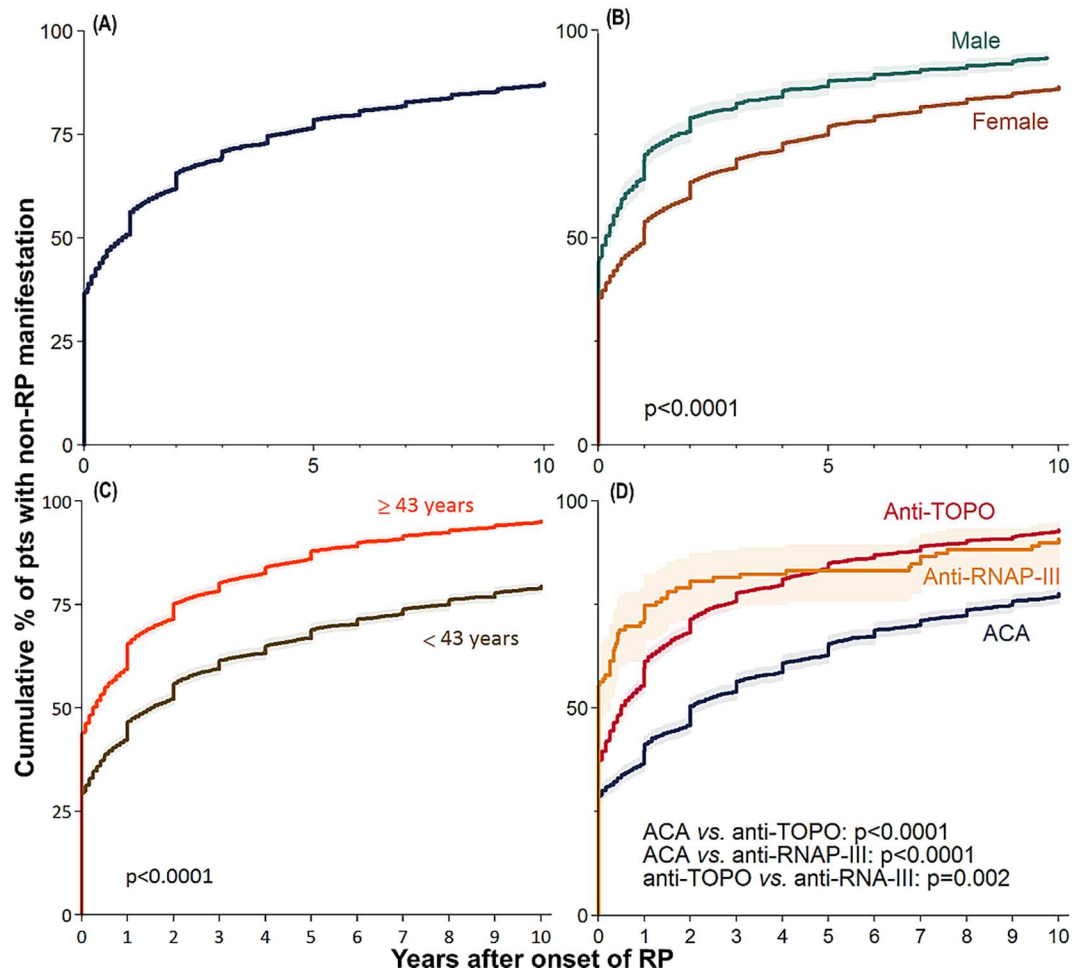 Cumulative % of pts with non-RP manifestation
(A)
100
75
50
25
0
0 5 10
(B)
100
75
50
25
0
Male
Female
p<0.0001
0 5 10
(C)
100
75
50
25
0
≥ 43 years
< 43 years
p<0.0001
0 1 2 3 4 5 6 7 8 9 10
(D)
100
75
50
25
0
Anti-TOPO
Anti-RNAP-III
ACA
ACA vs. anti-TOPO: p<0.0001
ACA vs. anti-RNAP-III: p<0.0001
anti-TOPO vs. anti-RNA-III: p=0.002
0 1 2 3 4 5 6 7 8 9 10
Years after onset of RP